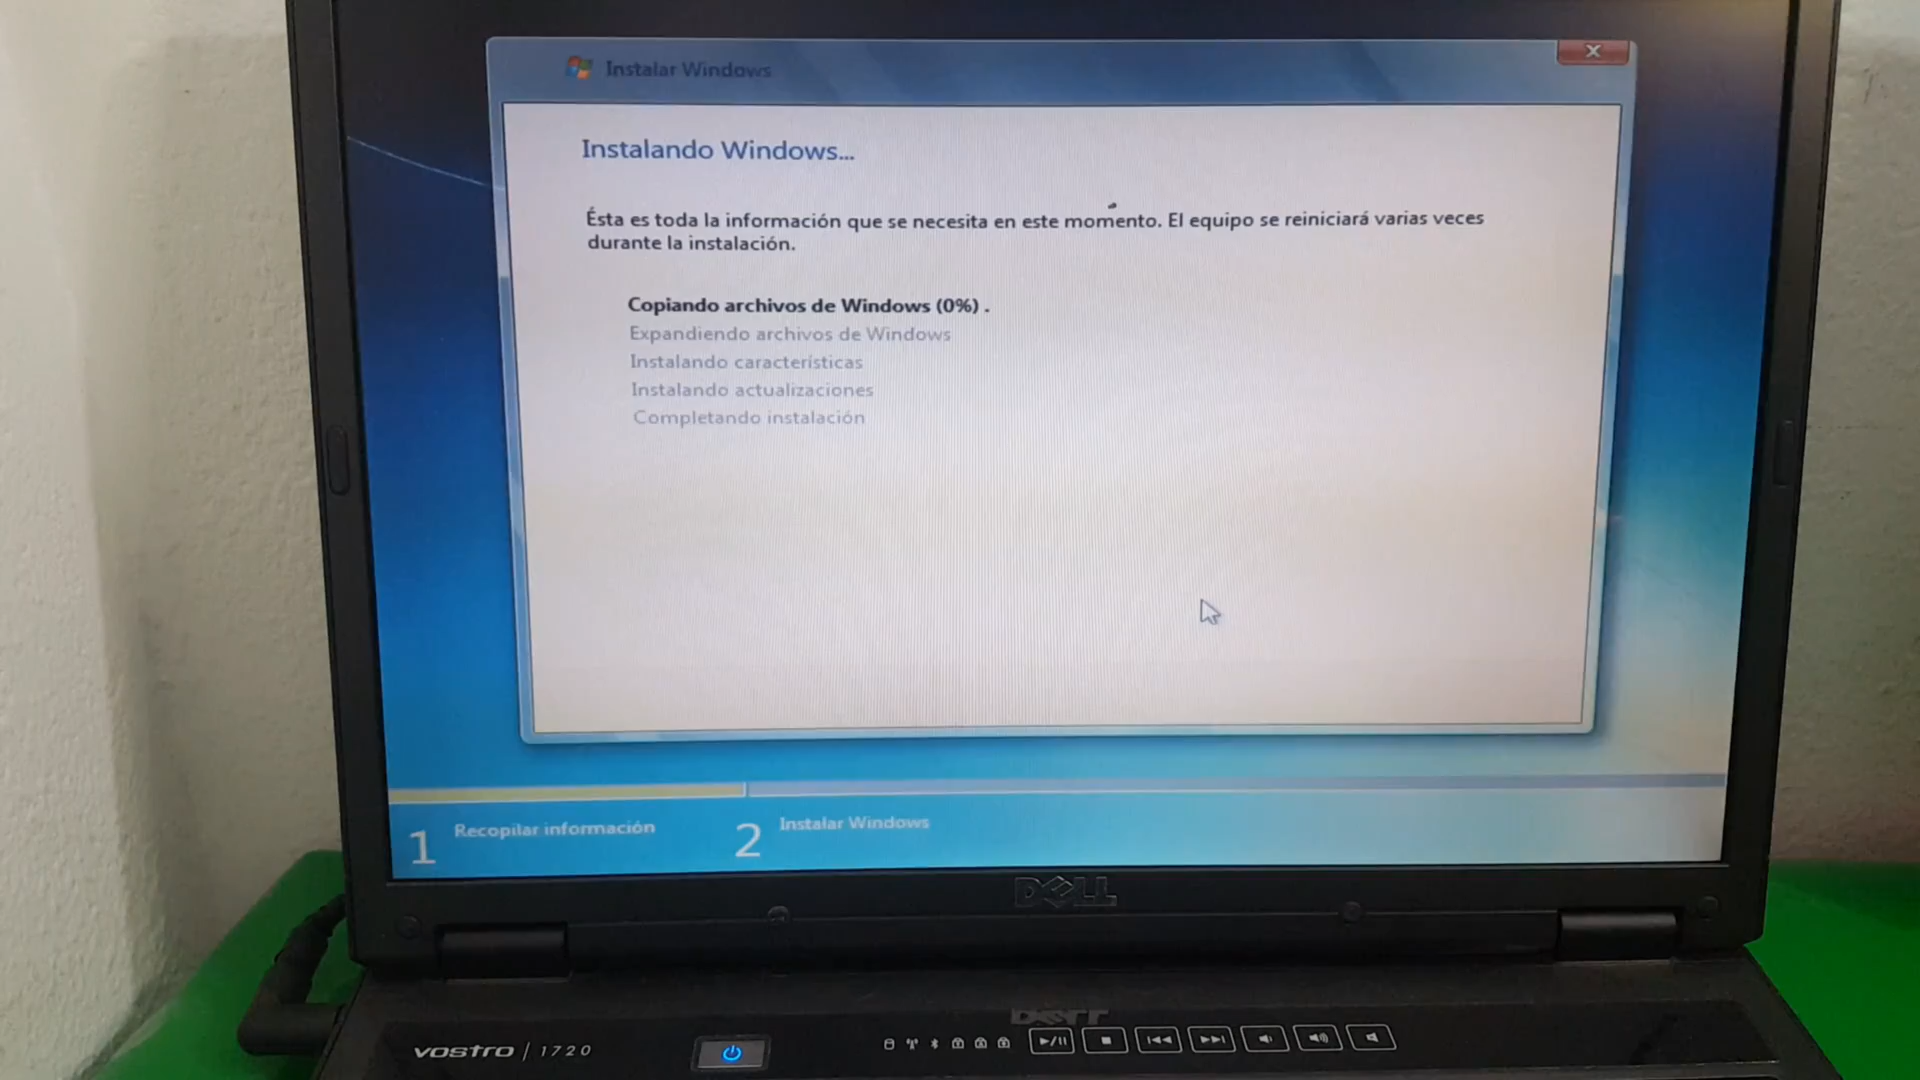 Instalar Windows
Instalando Windows...
Ésta es toda la información que se necesita en este momento. El equipo se reiniciará varias veces
durante la instalación.
Copiando archivos de Windows (0%) .
Expandiendo archivos de Windows
Instalando características
Instalando actualizaciones
Completando instalación
1 Recopilar información
2 Instalar Windows
DELL
vostro | 1720